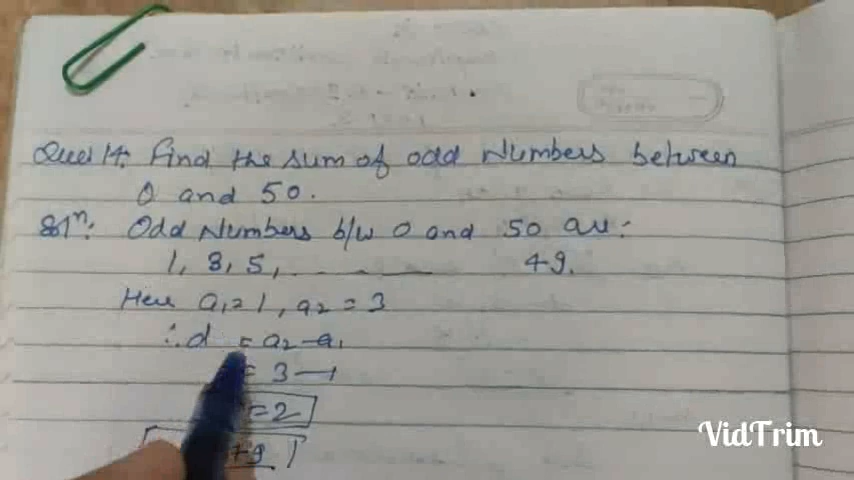 Ques 14: Find the sum of odd Numbers between
0 and 50.
Solⁿ: Odd Numbers b/w 0 and 50 are:
1, 3, 5, ... 49.
Here a₁ = 1, a₂ = 3
∴ d = a₂ - a₁
= 3 - 1
= 2
49
VidTrim